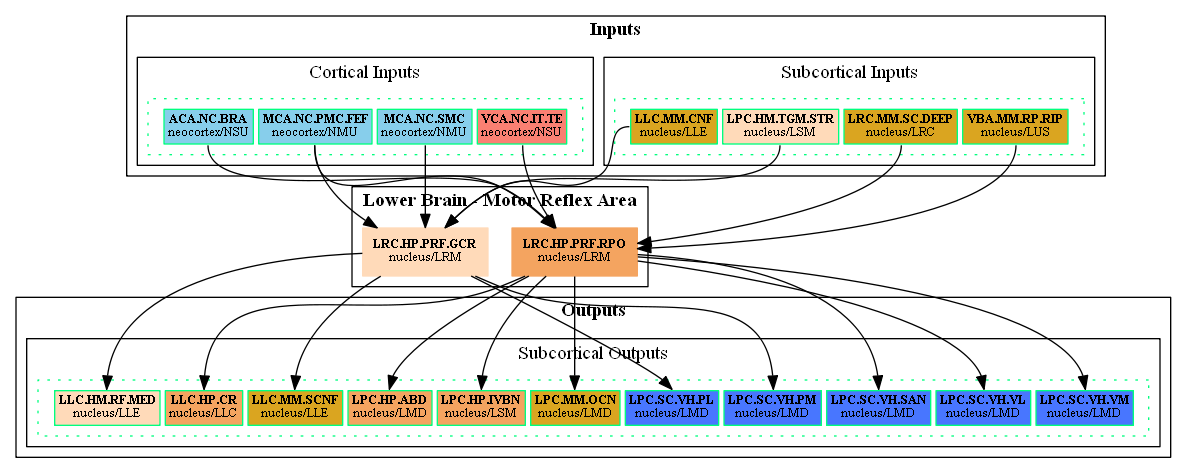 Inputs
Cortical Inputs
Subcortical Inputs
ACA.NC.BRA
neocortex/NSU
MCA.NC.PMC.FEF
neocortex/NMU
MCA.NC.SMC
neocortex/NMU
VCA.NC.IT.TE
neocortex/NSU
LLC.MM.CNF
nucleus/LLE
LPC.HM.TGM.STR
nucleus/LSM
LRC.MM.SC.DEEP
nucleus/LRC
VBA.MM.RP.RIP
nucleus/LUS
Lower Brain - Motor Reflex Area
LRC.HP.PRF.GCR
nucleus/LRM
LRC.HP.PRF.RPO
nucleus/LRM
Outputs
Subcortical Outputs
LLC.HM.RF.MED
nucleus/LLE
LLC.HP.CR
nucleus/LLC
LLC.MM.SCNF
nucleus/LLE
LPC.HP.ABD
nucleus/LMD
LPC.HP.IVBN
nucleus/LSM
LPC.MM.OCN
nucleus/LMD
LPC.SC.VH.PL
nucleus/LMD
LPC.SC.VH.PM
nucleus/LMD
LPC.SC.VH.SAN
nucleus/LMD
LPC.SC.VH.VL
nucleus/LMD
LPC.SC.VH.VM
nucleus/LMD